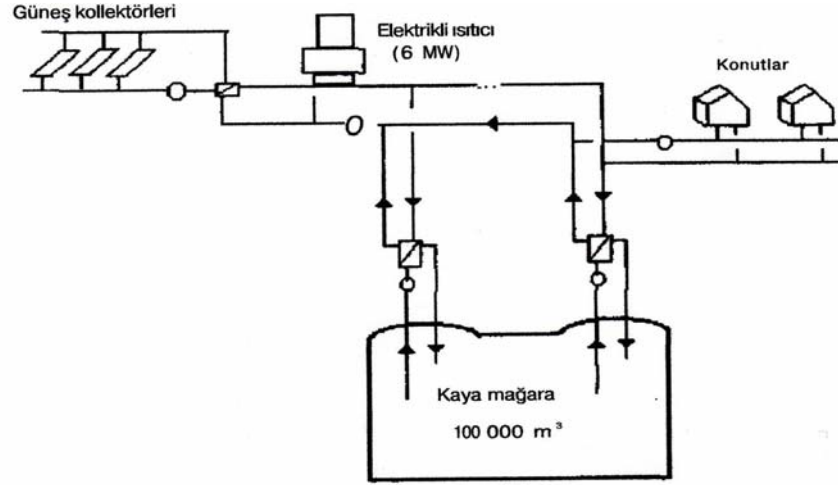 Güneş kollektörleri
Elektrikli ısıtıcı
(6 MW)
Konutlar
Kaya mağara
100 000 m³